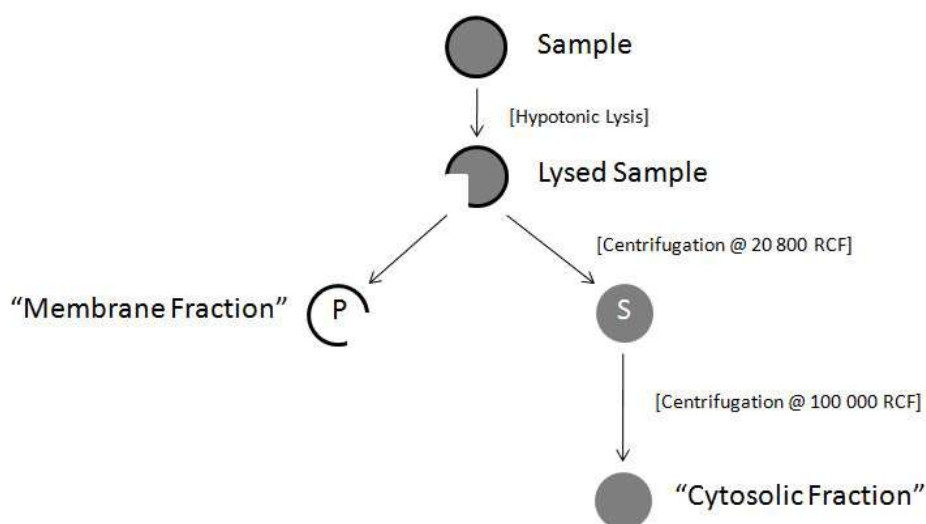 Sample
[Hypotonic Lysis]
Lysed Sample
[Centrifugation @ 20 800 RCF]
“Membrane Fraction”
P
S
[Centrifugation @ 100 000 RCF]
“Cytosolic Fraction”